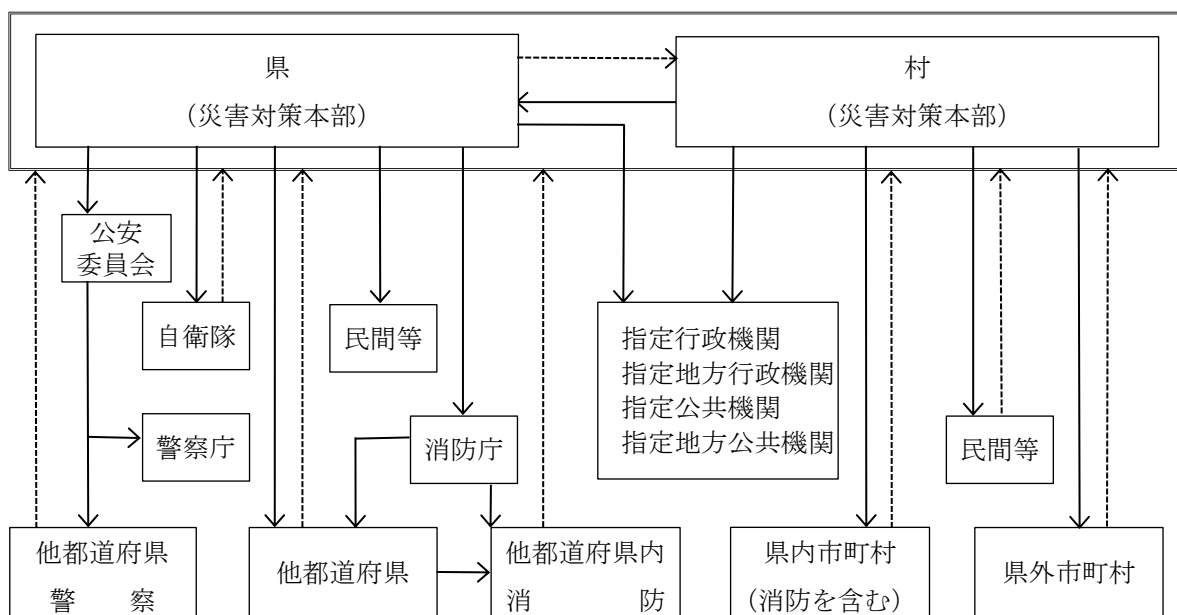 県
(災害対策本部)
村
(災害対策本部)
公安
委員会
自衛隊
民間等
指定行政機関
指定地方行政機関
指定公共機関
指定地方公共機関
警察庁
消防庁
民間等
他都道府県
警　　察
他都道府県
他都道府県内
消　　　　防
県内市町村
(消防を含む)
県外市町村